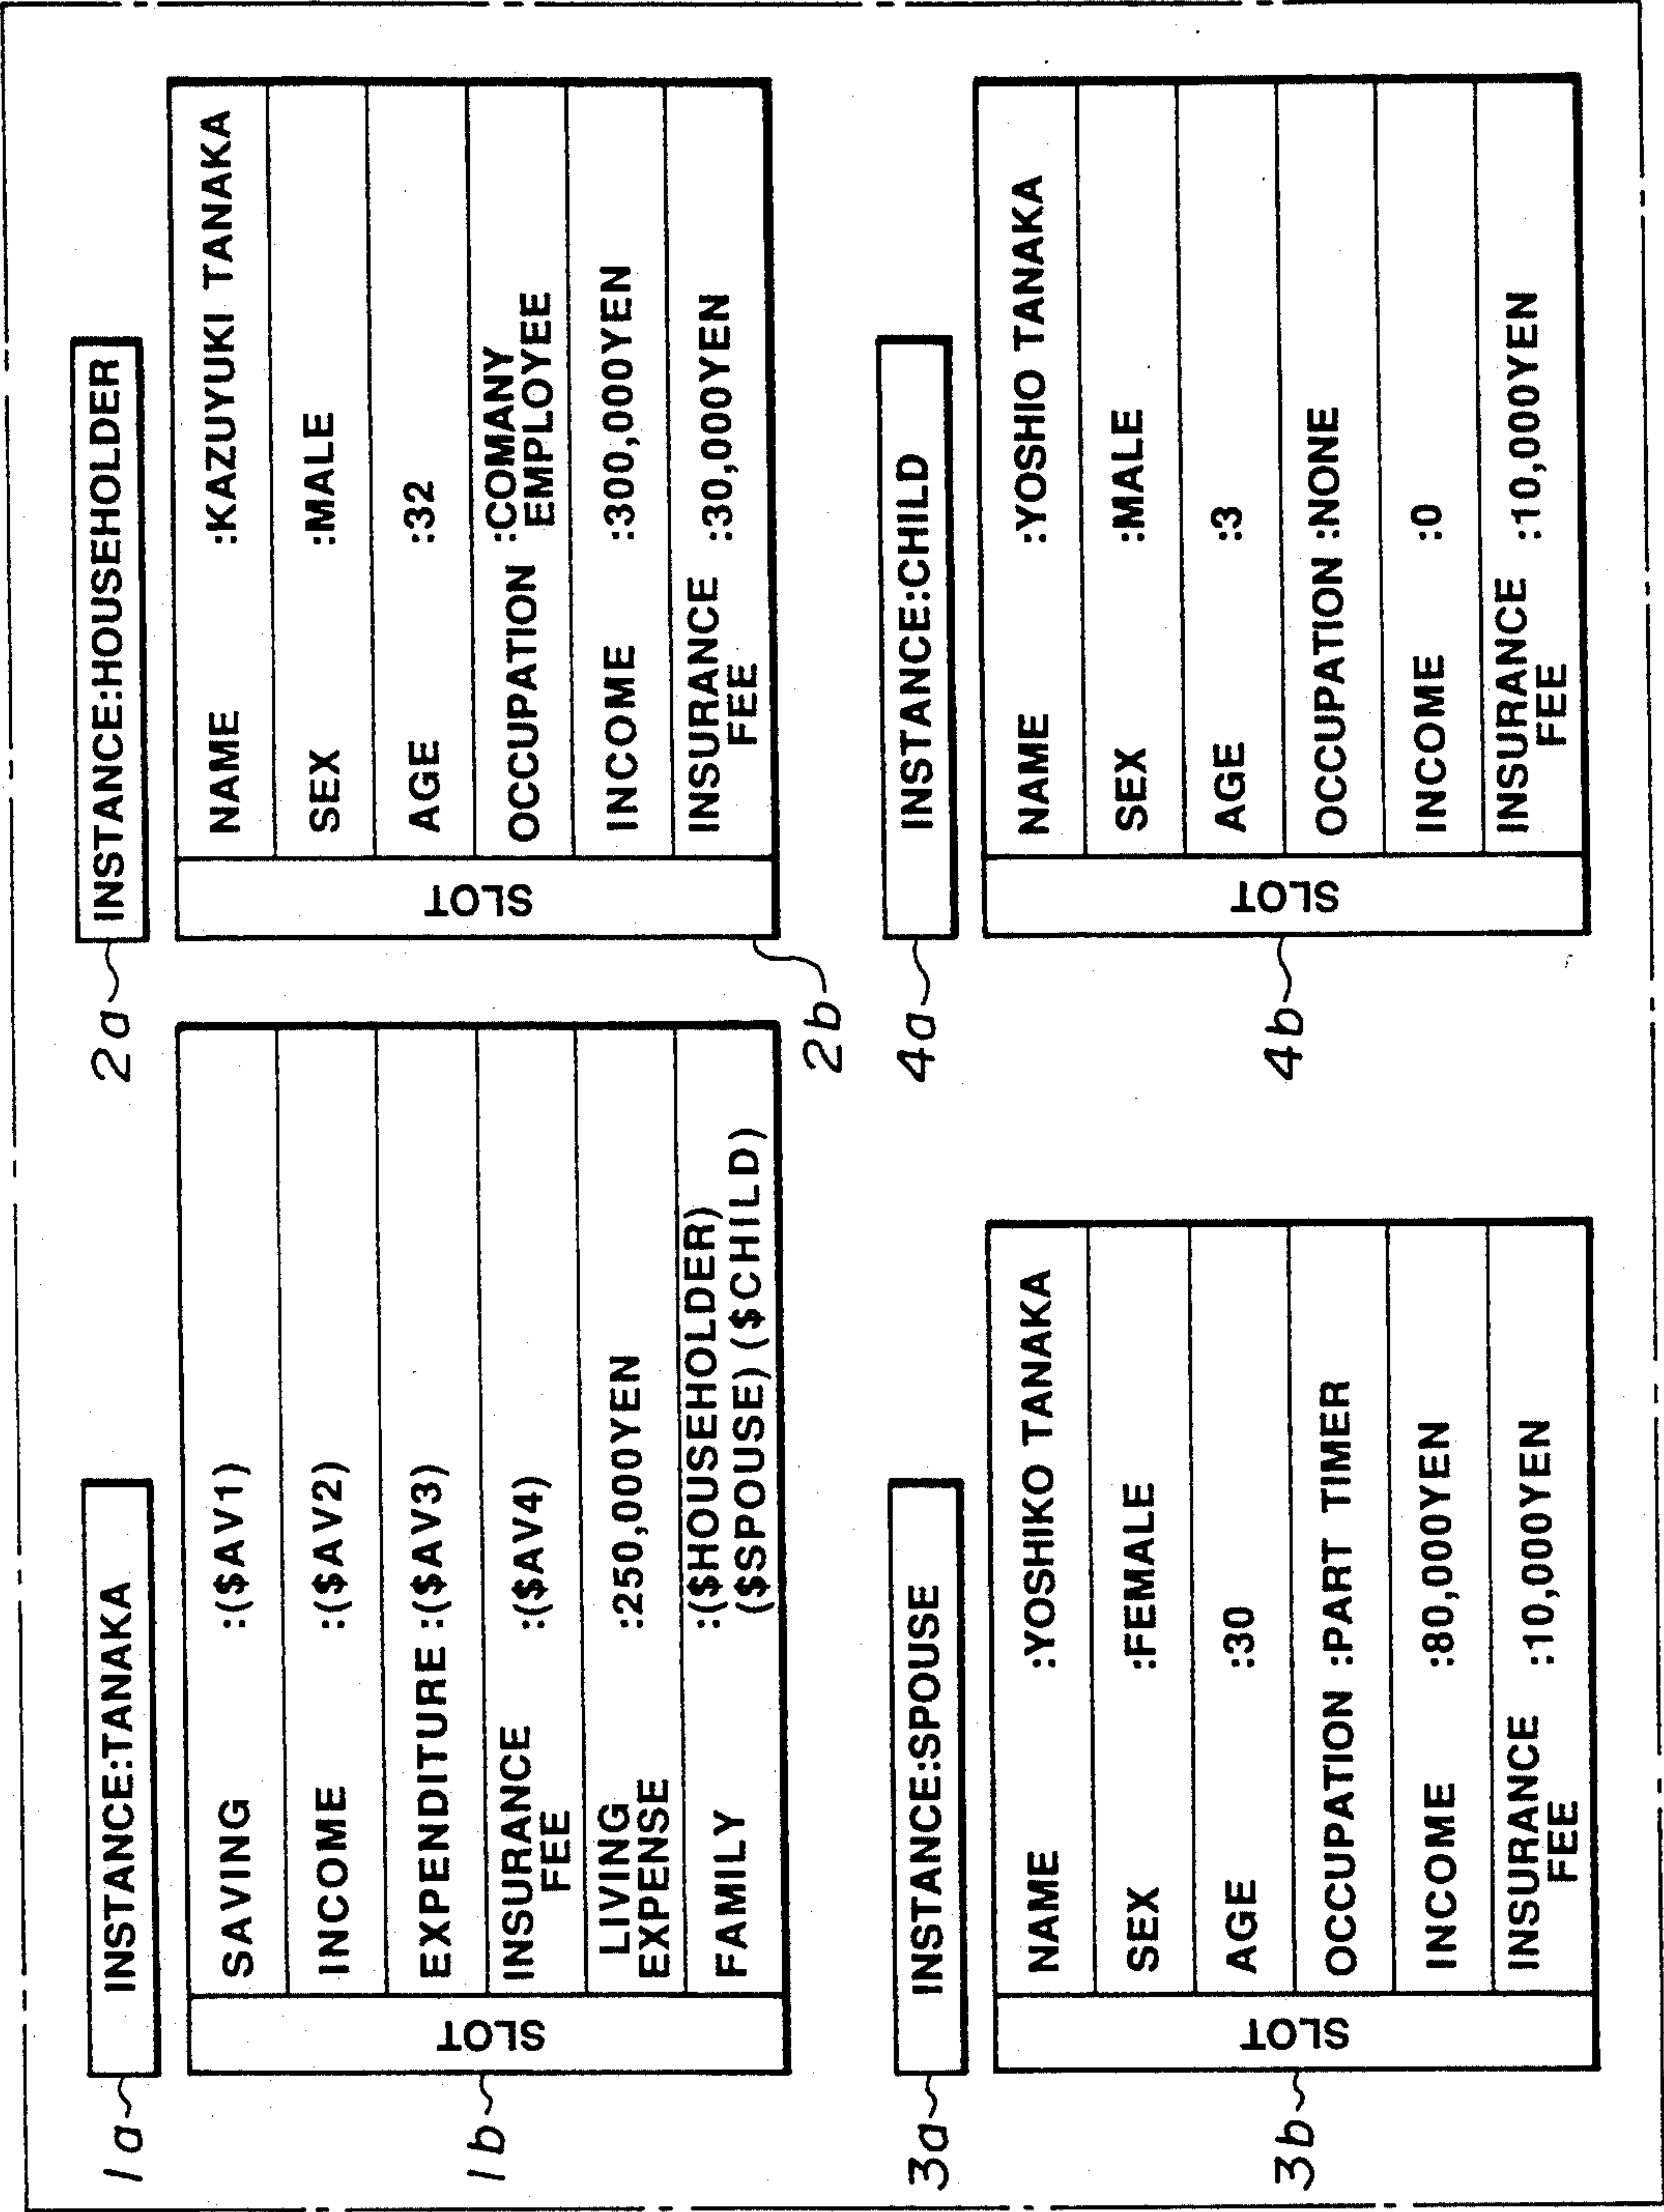 1a
INSTANCE:TANAKA
1b
SLOT
SAVING :($AV1)
INCOME :($AV2)
EXPENDITURE :($AV3)
INSURANCE :($AV4)
FEE
LIVING :250,000YEN
EXPENSE
FAMILY :($HOUSEHOLDER)
($SPOUSE) ($CHILD)
2a
INSTANCE:HOUSEHOLDER
2b
SLOT
NAME :KAZUYUKI TANAKA
SEX :MALE
AGE :32
OCCUPATION :COMANY
EMPLOYEE
INCOME :300,000YEN
INSURANCE :30,000YEN
FEE
3a
INSTANCE:SPOUSE
3b
SLOT
NAME :YOSHIKO TANAKA
SEX :FEMALE
AGE :30
OCCUPATION :PART TIMER
INCOME :80,000YEN
INSURANCE :10,000YEN
FEE
4a
INSTANCE:CHILD
4b
SLOT
NAME :YOSHIO TANAKA
SEX :MALE
AGE :3
OCCUPATION :NONE
INCOME :0
INSURANCE :10,000YEN
FEE